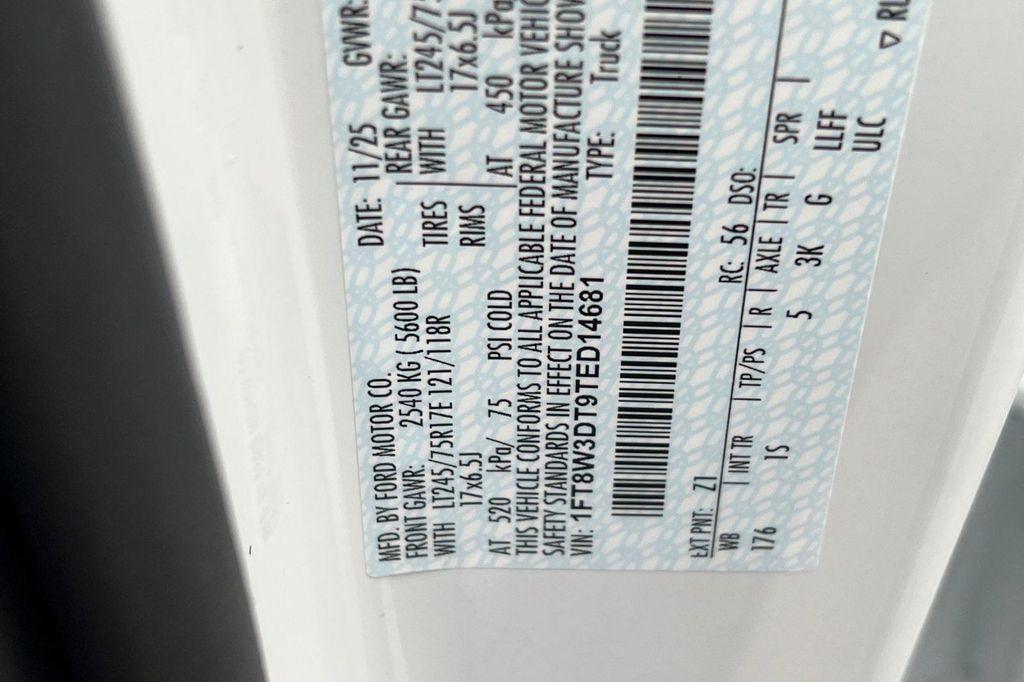 MFD. BY FORD MOTOR CO.
DATE: 11/25 GVWR:
FRONT GAWR: 2540 KG ( 5600 LB) REAR GAWR:
WITH LT245/75R17E 121/118R TIRES WITH LT245/75
17x6.5J RIMS 17x6.5J
AT 520 kPa/ 75 PSI COLD AT 450 kPa
THIS VEHICLE CONFORMS TO ALL APPLICABLE FEDERAL MOTOR VEHIC
SAFETY STANDARDS IN EFFECT ON THE DATE OF MANUFACTURE SHOW
VIN: 1FT8W3DT9TED14681 TYPE: Truck
EXT PNT: Z1 RC: 56 DSO:
WB | INT TR | TP/PS | R | AXLE | TR | SPR |
176 1S 5 3K G LLFF
ULC
▽ RU